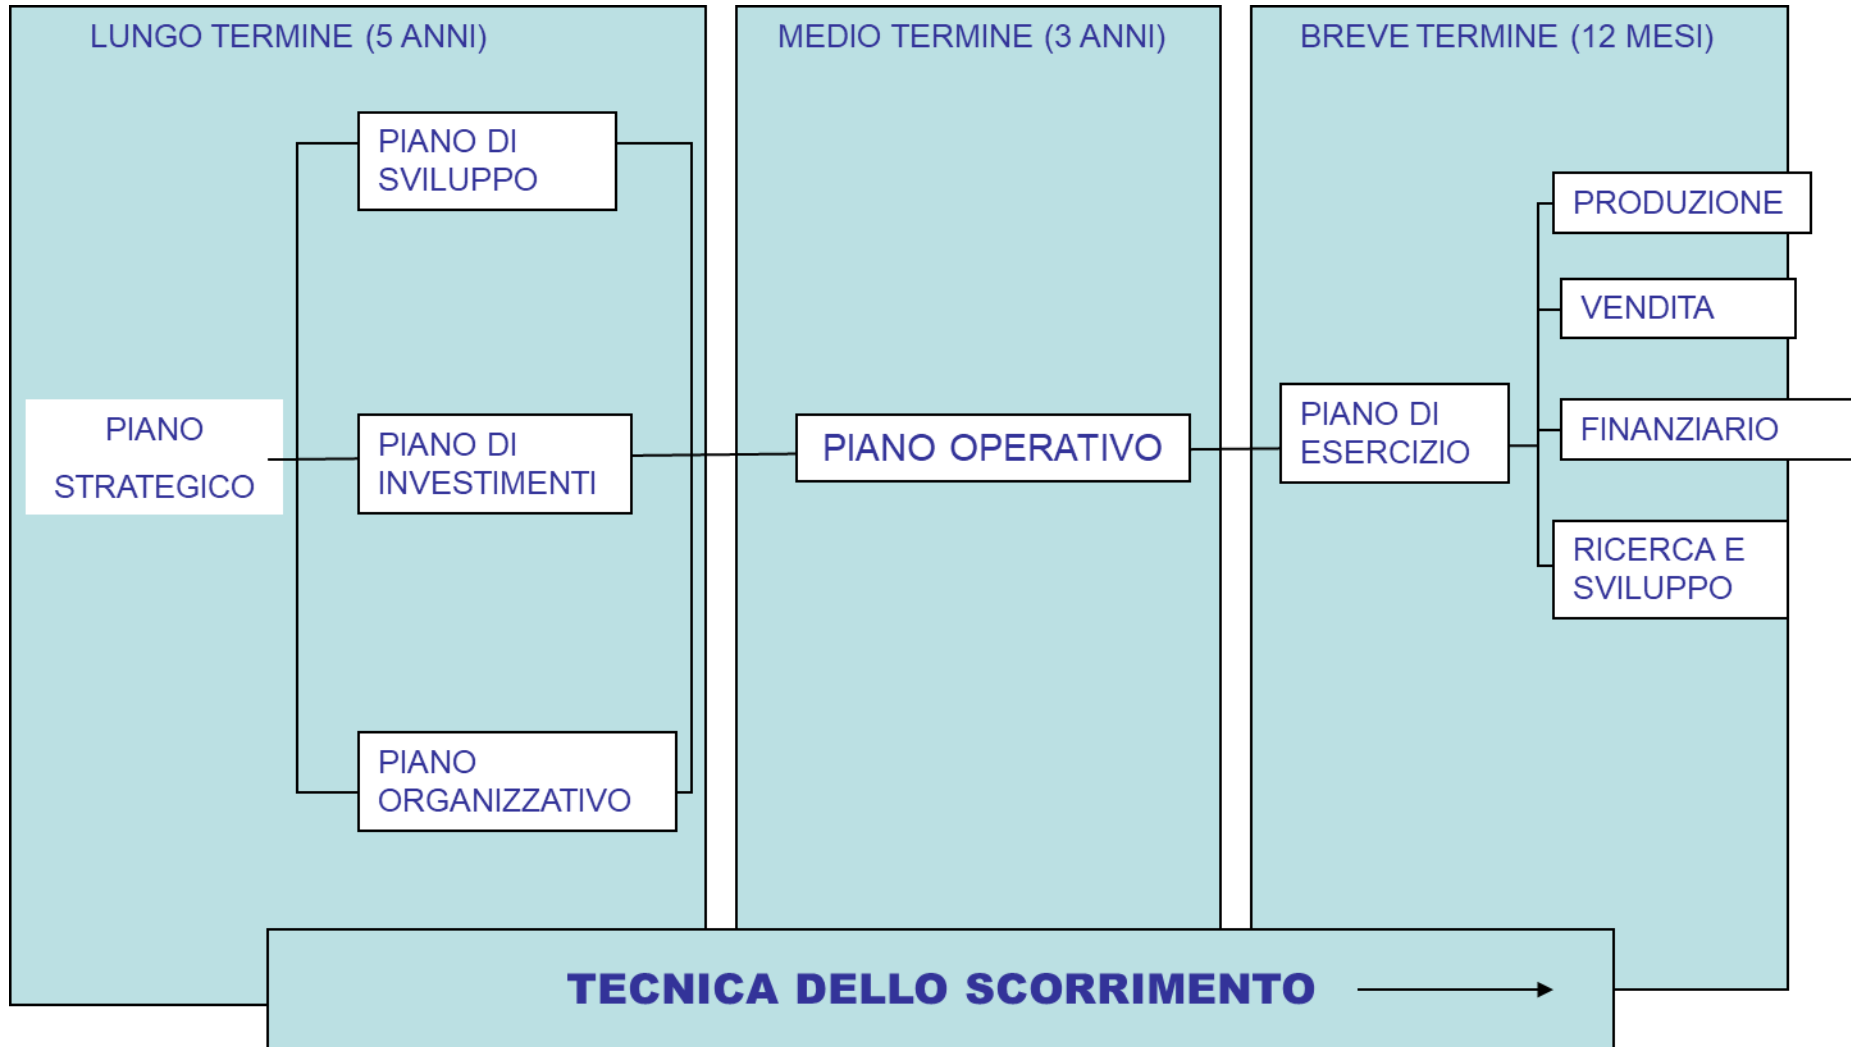 LUNGO TERMINE (5 ANNI)
MEDIO TERMINE (3 ANNI)
BREVE TERMINE (12 MESI)
PIANO
STRATEGICO
PIANO DI
SVILUPPO
PIANO DI
INVESTIMENTI
PIANO
ORGANIZZATIVO
PIANO OPERATIVO
PIANO DI
ESERCIZIO
PRODUZIONE
VENDITA
FINANZIARIO
RICERCA E
SVILUPPO
TECNICA DELLO SCORRIMENTO